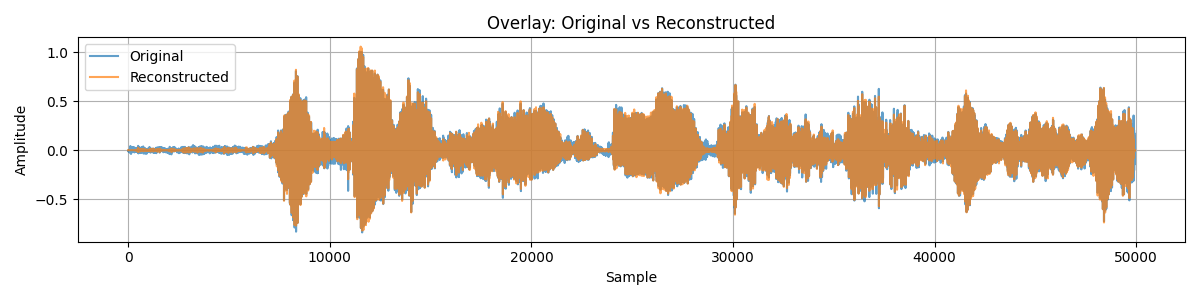 Overlay: Original vs Reconstructed
Original
Reconstructed
1.0
0.5
0.0
−0.5
Amplitude
0 10000 20000 30000 40000 50000
Sample